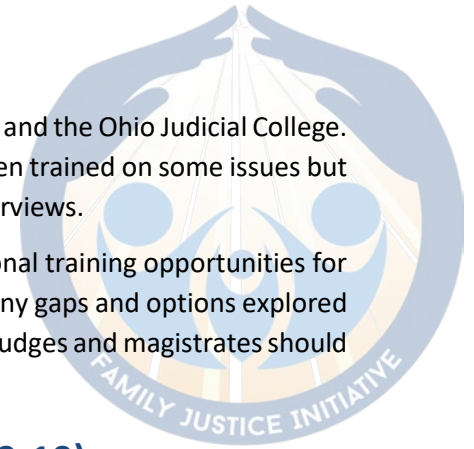 and the Ohio Judicial College.
en trained on some issues but
rviews.
onal training opportunities for
ny gaps and options explored
udges and magistrates should
FAMILY JUSTICE INITIATIVE